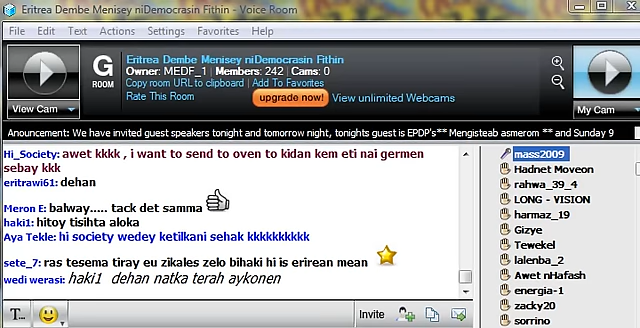 Eritrea Dembe Menisey niDemocrasin Fithin - Voice Room
File Edit Text Actions Settings Favorites Help
View Cam
G ROOM
Eritrea Dembe Menisey niDemocrasin Fithin
Owner: MEDF_1 | Members: 242 | Cams: 0
Copy room URL to clipboard | Add To Favorites
Rate This Room
upgrade now! View unlimited Webcams
My Cam
Anouncement: We have invited guest speakers tonight and tomorrow night, tonights guest is EPDP's** Mengisteab asmerom ** and Sunday 9
Hi_Society: awet kkkk , i want to send to oven to kidan kem eti nai germen
sebay kkk
eritrawi61: dehan
Meron E: balway..... tack det samma
haki1: hitoy tisihta aloka
Aya Tekle: hi society wedey ketilkani sehak kkkkkkkkkk
sete_7: ras tesema tiray eu zikales zelo bihaki hi is erirean mean
wedi werasi: haki1 dehan natka terah aykonen
T...
Invite
mass2009
Hadnet Moveon
rahwa_39_4
LONG - VISION
harmaz_19
Gizye
Tewekel
lalenba_2
Awet nHafash
energia-1
zacky20
sorrino